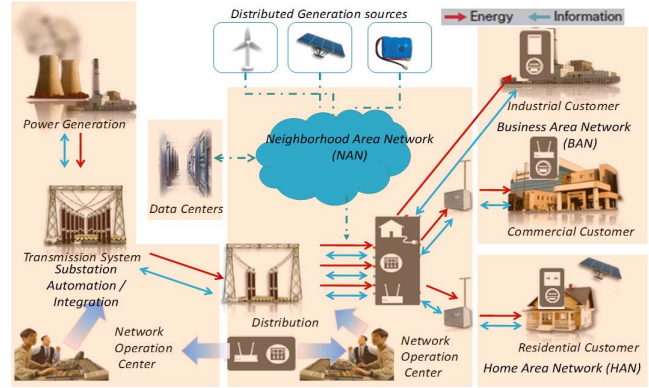 Distributed Generation sources
Energy
Information
Power Generation
Neighborhood Area Network
(NAN)
Data Centers
Industrial Customer
Business Area Network
(BAN)
Commercial Customer
Transmission System
Substation
Automation /
Integration
Distribution
Network
Operation
Center
Network
Operation
Center
Residential Customer
Home Area Network (HAN)